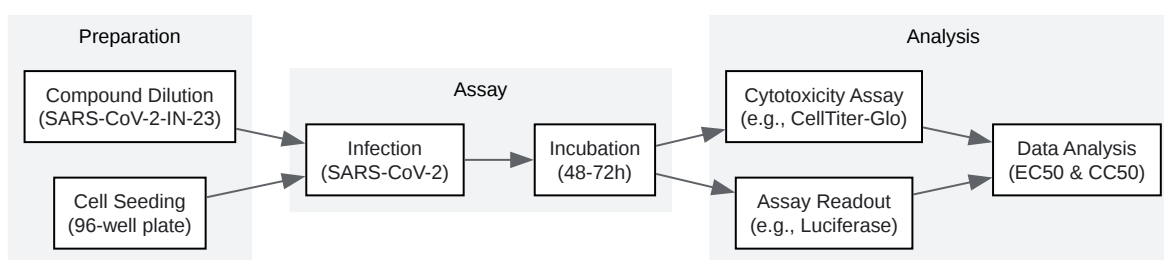 Preparation
Compound Dilution
(SARS-CoV-2-IN-23)
Cell Seeding
(96-well plate)
Assay
Infection
(SARS-CoV-2)
Incubation
(48-72h)
Analysis
Cytotoxicity Assay
(e.g., CellTiter-Glo)
Assay Readout
(e.g., Luciferase)
Data Analysis
(EC50 & CC50)